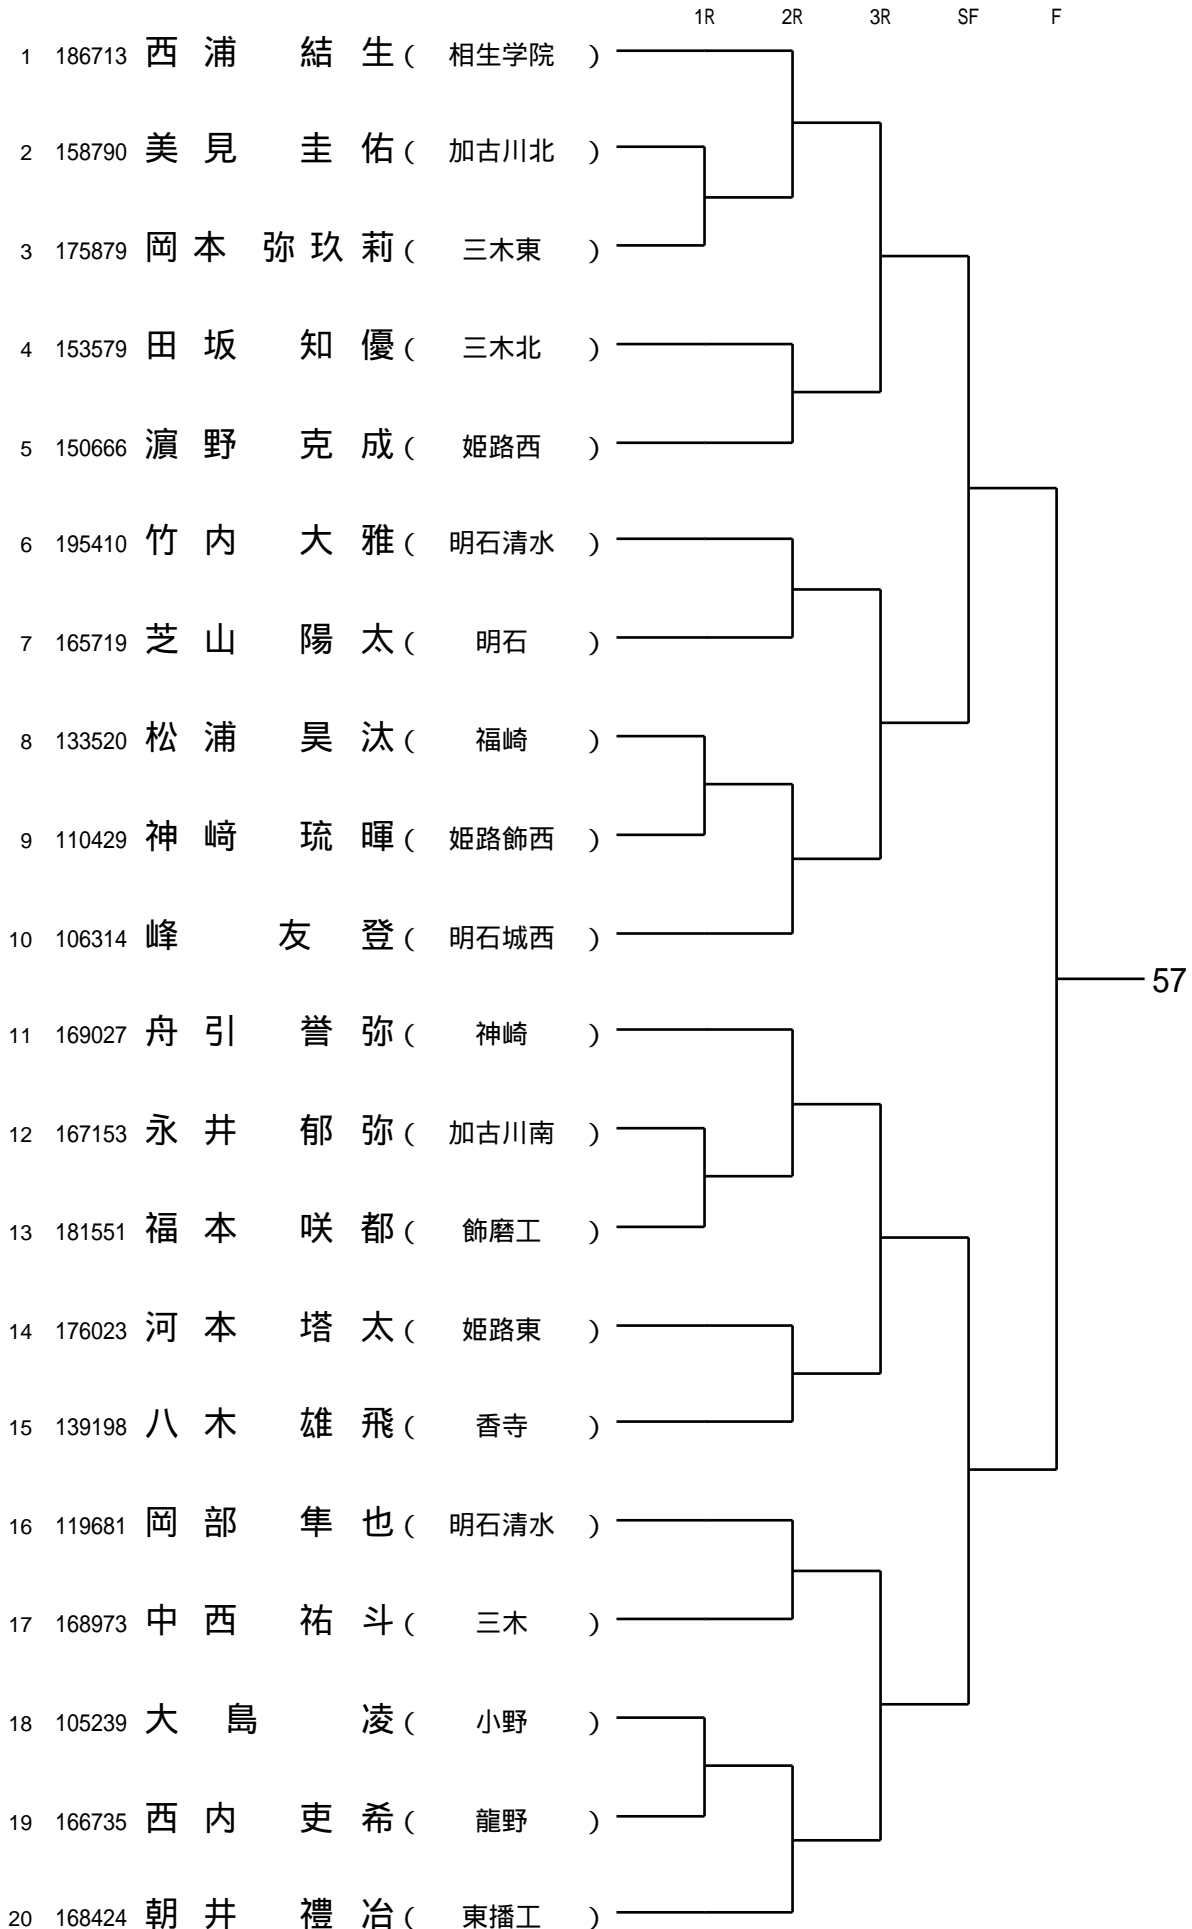 1R 2R 3R SF F
1 186713 西浦 結生 ( 相生学院 )
2 158790 美見 圭佑 ( 加古川北 )
3 175879 岡本 弥玖莉 ( 三木東 )
4 153579 田坂 知優 ( 三木北 )
5 150666 濵野 克成 ( 姫路西 )
6 195410 竹内 大雅 ( 明石清水 )
7 165719 芝山 陽太 ( 明石 )
8 133520 松浦 昊汰 ( 福崎 )
9 110429 神﨑 琉暉 ( 姫路飾西 )
10 106314 峰 友登 ( 明石城西 )
57
11 169027 舟引 誉弥 ( 神崎 )
12 167153 永井 郁弥 ( 加古川南 )
13 181551 福本 咲都 ( 飾磨工 )
14 176023 河本 塔太 ( 姫路東 )
15 139198 八木 雄飛 ( 香寺 )
16 119681 岡部 隼也 ( 明石清水 )
17 168973 中西 祐斗 ( 三木 )
18 105239 大島 凌 ( 小野 )
19 166735 西内 吏希 ( 龍野 )
20 168424 朝井 禮冶 ( 東播工 )